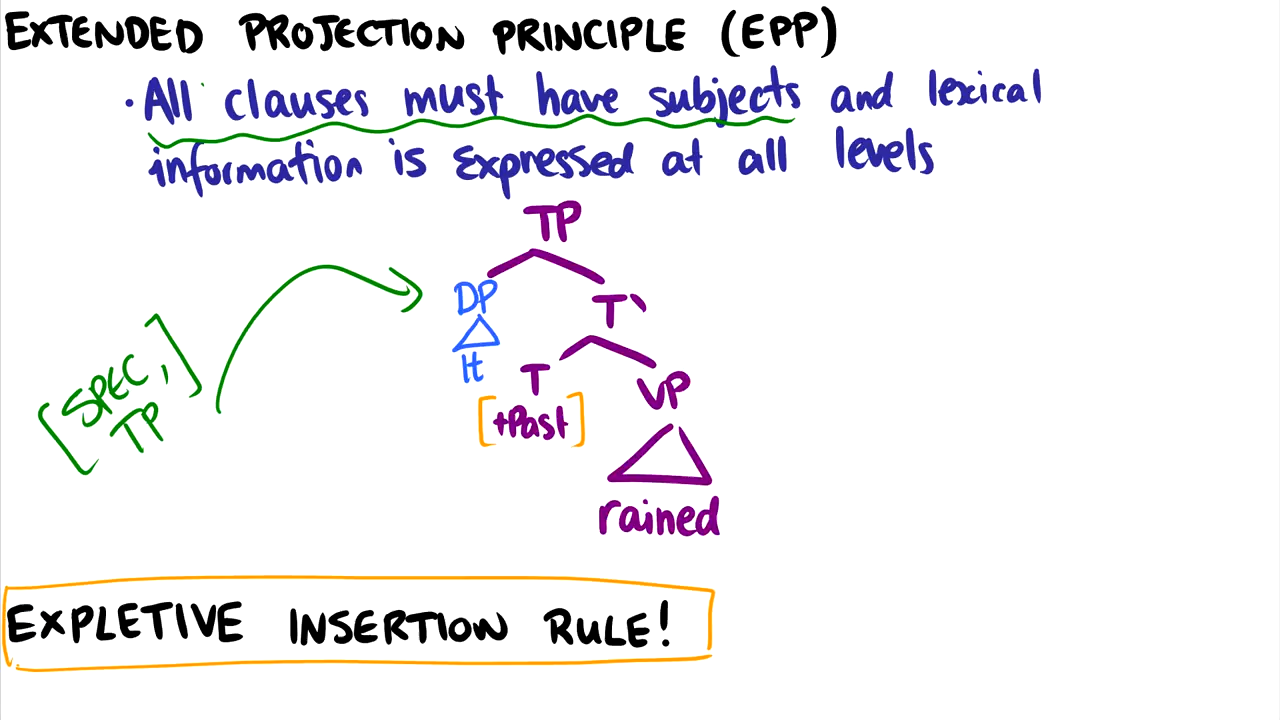 EXTENDED PROJECTION PRINCIPLE (EPP)
· All clauses must have subjects and lexical
information is expressed at all levels
TP
DP
T`
It
T
VP
[+Past]
[SPEC,
TP]
rained
EXPLETIVE INSERTION RULE!